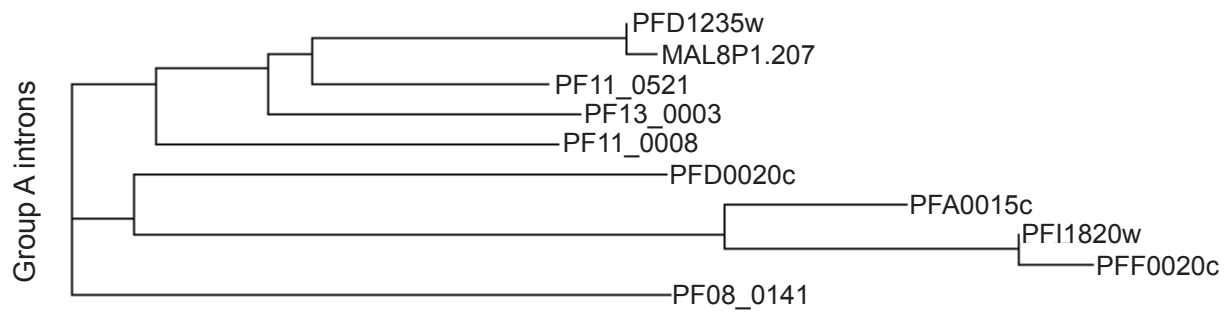 Group A introns
PFD1235w
MAL8P1.207
PF11_0521
PF13_0003
PF11_0008
PFD0020c
PFA0015c
PFI1820w
PFF0020c
PF08_0141